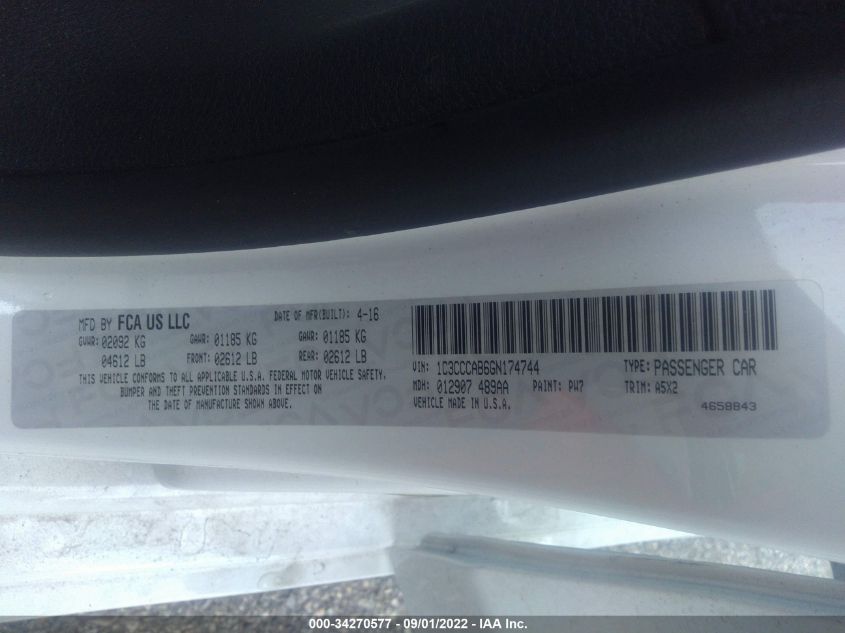 MFD BY FCA US LLC DATE OF MFR(BUILT): 4-16
GVWR: 02092 KG GAWR: 01185 KG GAWR: 01185 KG
04612 LB FRONT: 02612 LB REAR: 02612 LB
THIS VEHICLE CONFORMS TO ALL APPLICABLE U.S. FEDERAL MOTOR VEHICLE SAFETY,
BUMPER AND THEFT PREVENTION STANDARDS IN EFFECT ON
THE DATE OF MANUFACTURE SHOWN ABOVE.
VIN: 1C3CCCAB6GN174744 TYPE: PASSENGER CAR
MDH: 012907 489AA PAINT: PW7 TRIM: A5X2
VEHICLE MADE IN U.S.A. 4658843
000-34270577 - 09/01/2022 - IAA Inc.